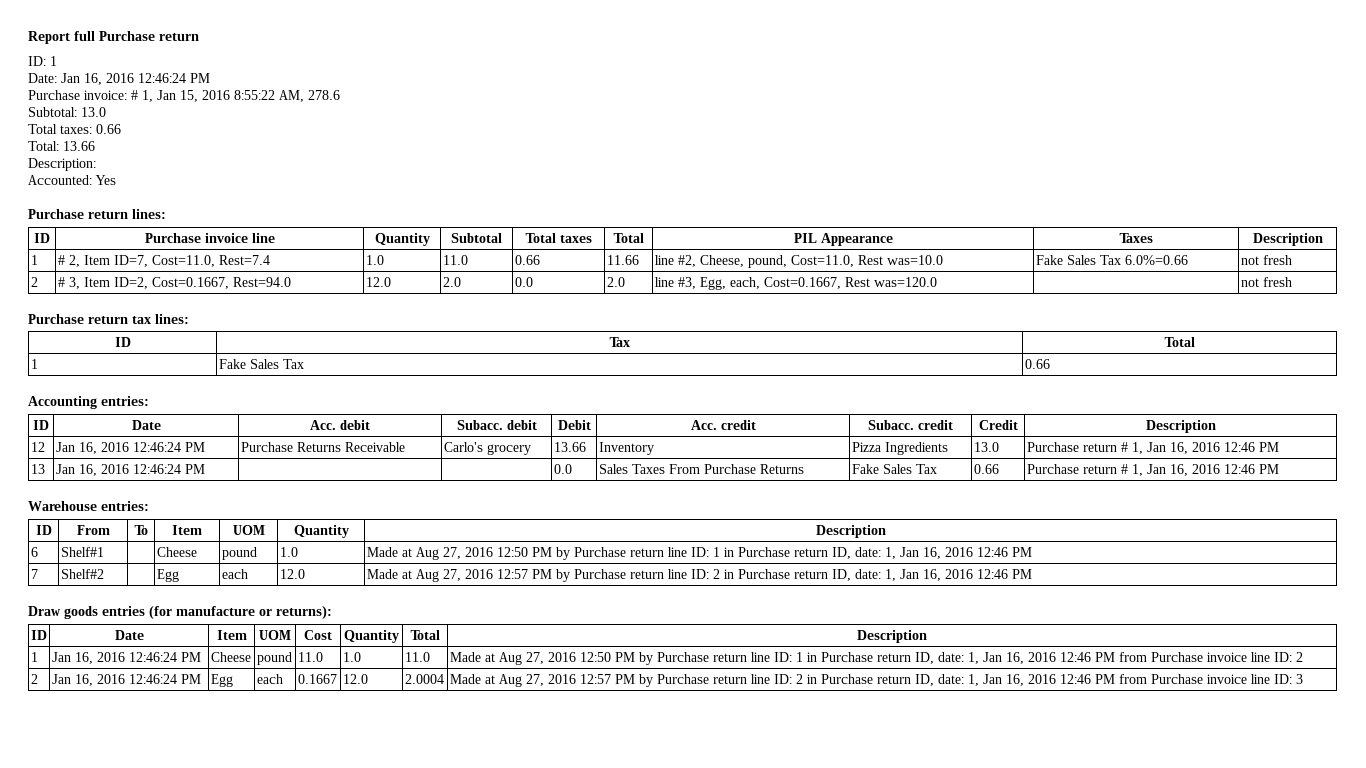 Report full Purchase return
ID: 1
Date: Jan 16, 2016 12:46:24 PM
Purchase invoice: # 1, Jan 15, 2016 8:55:22 AM, 278.6
Subtotal: 13.0
Total taxes: 0.66
Total: 13.66
Description:
Accounted: Yes
Purchase return lines:
ID Purchase invoice line Quantity Subtotal Total taxes Total PIL Appearance Taxes Description
1 # 2, Item ID=7, Cost=11.0, Rest=7.4 1.0 11.0 0.66 11.66 line #2, Cheese, pound, Cost=11.0, Rest was=10.0 Fake Sales Tax 6.0%=0.66 not fresh
2 # 3, Item ID=2, Cost=0.1667, Rest=94.0 12.0 2.0 0.0 2.0 line #3, Egg, each, Cost=0.1667, Rest was=120.0 not fresh
Purchase return tax lines:
ID Tax Total
1 Fake Sales Tax 0.66
Accounting entries:
ID Date Acc. debit Subacc. debit Debit Acc. credit Subacc. credit Credit Description
12 Jan 16, 2016 12:46:24 PM Purchase Returns Receivable Carlo's grocery 13.66 Inventory Pizza Ingredients 13.0 Purchase return # 1, Jan 16, 2016 12:46 PM
13 Jan 16, 2016 12:46:24 PM 0.0 Sales Taxes From Purchase Returns Fake Sales Tax 0.66 Purchase return # 1, Jan 16, 2016 12:46 PM
Warehouse entries:
ID From To Item UOM Quantity Description
6 Shelf#1 Cheese pound 1.0 Made at Aug 27, 2016 12:50 PM by Purchase return line ID: 1 in Purchase return ID, date: 1, Jan 16, 2016 12:46 PM
7 Shelf#2 Egg each 12.0 Made at Aug 27, 2016 12:57 PM by Purchase return line ID: 2 in Purchase return ID, date: 1, Jan 16, 2016 12:46 PM
Draw goods entries (for manufacture or returns):
ID Date Item UOM Cost Quantity Total Description
1 Jan 16, 2016 12:46:24 PM Cheese pound 11.0 1.0 11.0 Made at Aug 27, 2016 12:50 PM by Purchase return line ID: 1 in Purchase return ID, date: 1, Jan 16, 2016 12:46 PM from Purchase invoice line ID: 2
2 Jan 16, 2016 12:46:24 PM Egg each 0.1667 12.0 2.0004 Made at Aug 27, 2016 12:57 PM by Purchase return line ID: 2 in Purchase return ID, date: 1, Jan 16, 2016 12:46 PM from Purchase invoice line ID: 3